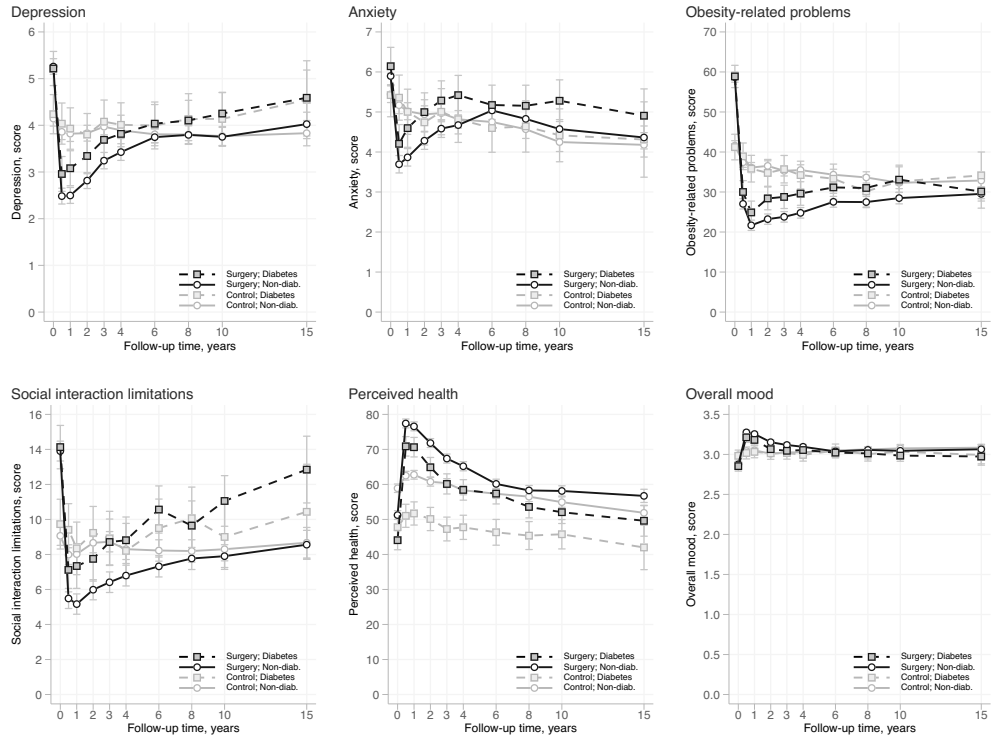 Depression
6
5
4
3
2
1
0
Depression, score
Surgery; Diabetes
Surgery; Non-diab.
Control; Diabetes
Control; Non-diab.
0 1 2 3 4 6 8 10 15
Follow-up time, years
Anxiety
7
6
5
4
3
2
1
0
Anxiety, score
Surgery; Diabetes
Surgery; Non-diab.
Control; Diabetes
Control; Non-diab.
0 1 2 3 4 6 8 10 15
Follow-up time, years
Obesity-related problems
70
60
50
40
30
20
10
0
Obesity-related problems, score
Surgery; Diabetes
Surgery; Non-diab.
Control; Diabetes
Control; Non-diab.
0 1 2 3 4 6 8 10 15
Follow-up time, years
Social interaction limitations
16
14
12
10
8
6
4
2
0
Social interaction limitations, score
Surgery; Diabetes
Surgery; Non-diab.
Control; Diabetes
Control; Non-diab.
0 1 2 3 4 6 8 10 15
Follow-up time, years
Perceived health
80
70
60
50
40
30
20
10
0
Perceived health, score
Surgery; Diabetes
Surgery; Non-diab.
Control; Diabetes
Control; Non-diab.
0 1 2 3 4 6 8 10 15
Follow-up time, years
Overall mood
3.5
3.0
2.5
2.0
1.5
1.0
0.5
0.0
Overall mood, score
Surgery; Diabetes
Surgery; Non-diab.
Control; Diabetes
Control; Non-diab.
0 1 2 3 4 6 8 10 15
Follow-up time, years